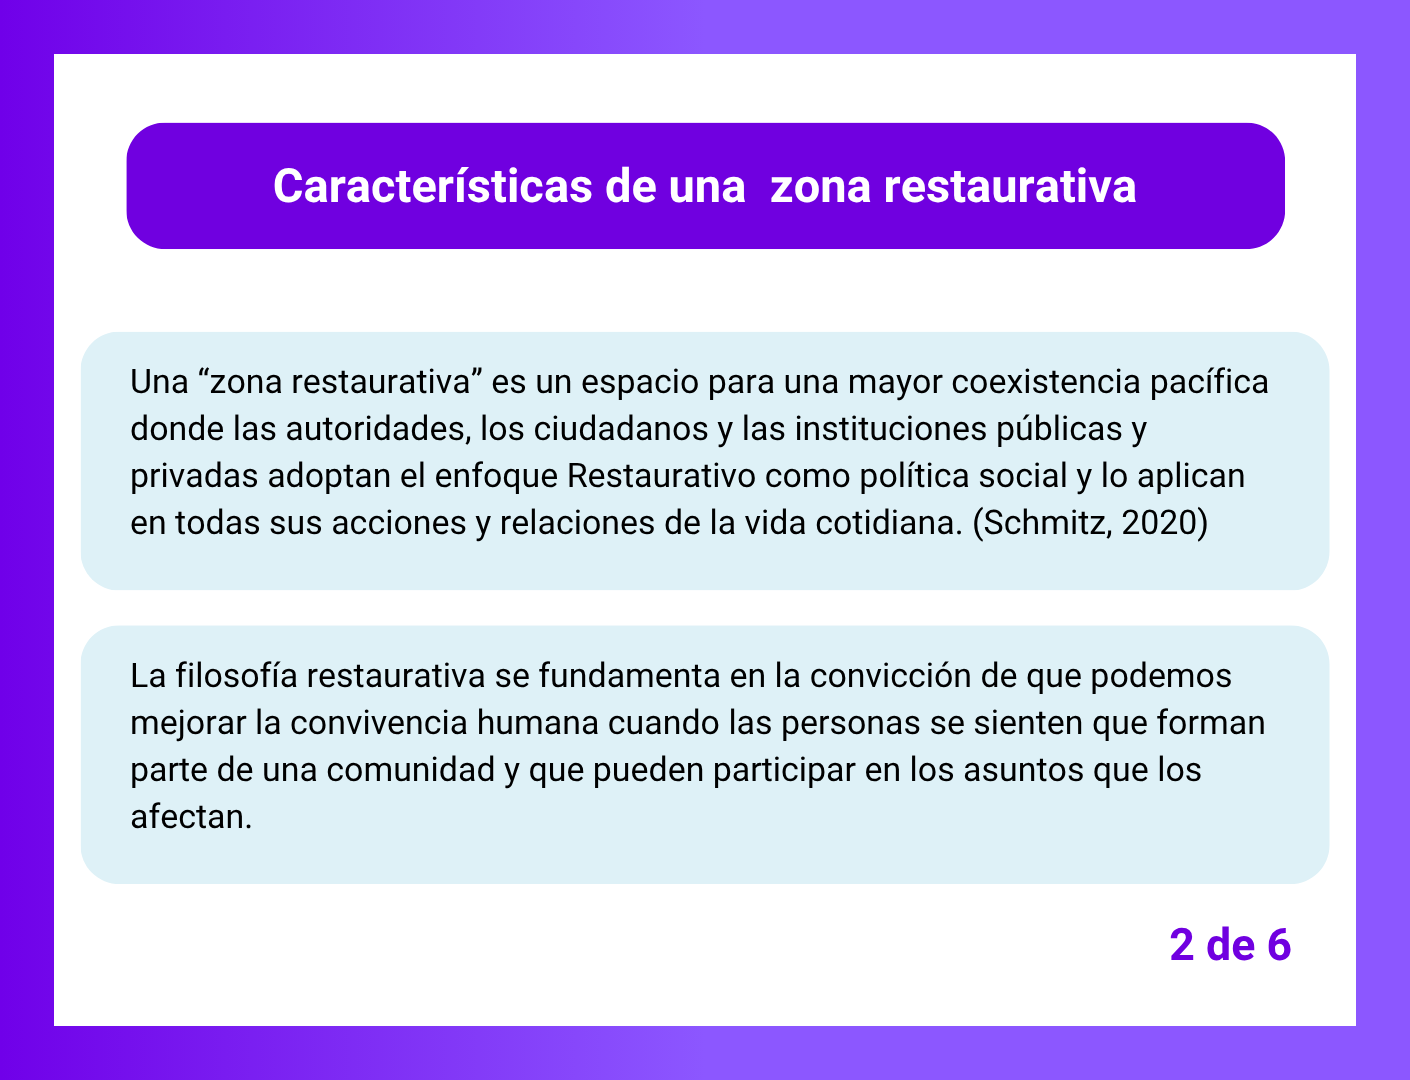 Características de una  zona restaurativa
Una “zona restaurativa” es un espacio para una mayor coexistencia pacífica
donde las autoridades, los ciudadanos y las instituciones públicas y
privadas adoptan el enfoque Restaurativo como política social y lo aplican
en todas sus acciones y relaciones de la vida cotidiana. (Schmitz, 2020)
La filosofía restaurativa se fundamenta en la convicción de que podemos
mejorar la convivencia humana cuando las personas se sienten que forman
parte de una comunidad y que pueden participar en los asuntos que los
afectan.
2 de 6